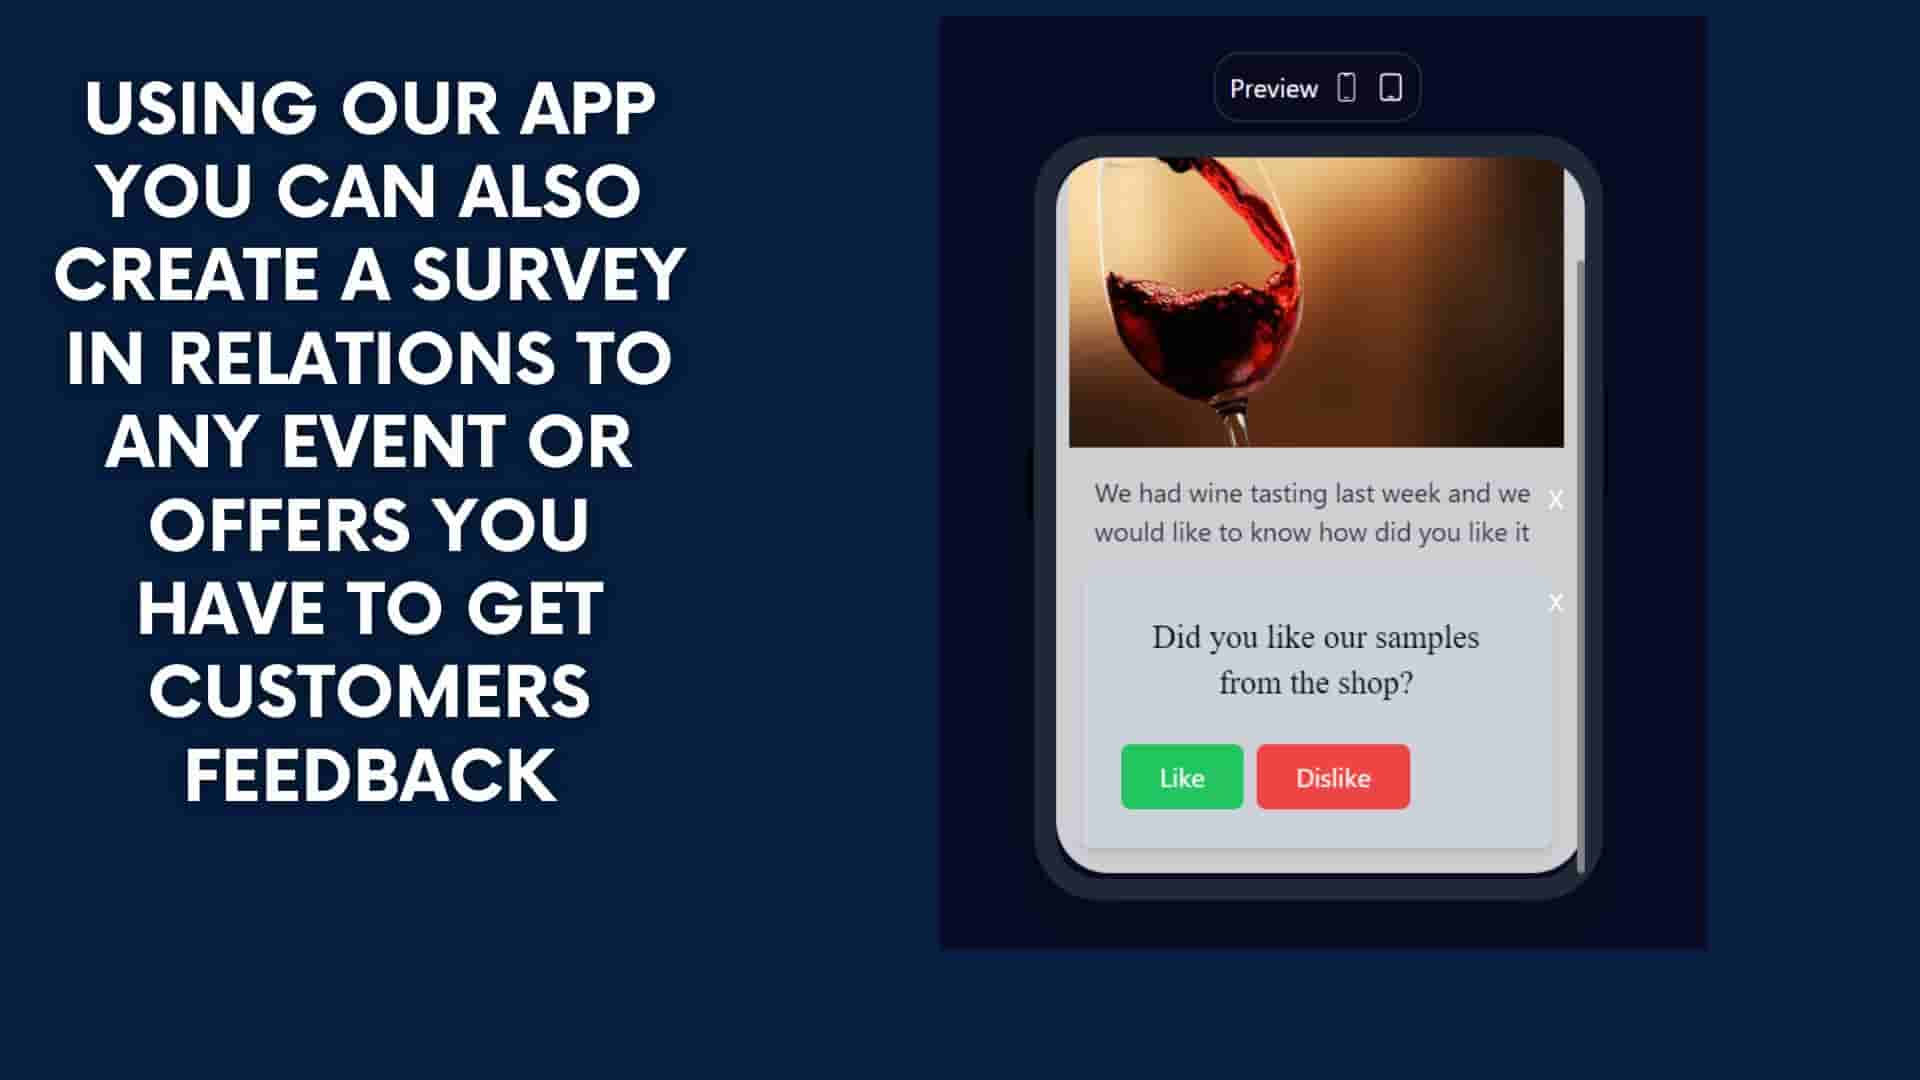 USING OUR APP
YOU CAN ALSO
CREATE A SURVEY
IN RELATIONS TO
ANY EVENT OR
OFFERS YOU
HAVE TO GET
CUSTOMERS
FEEDBACK
Preview
We had wine tasting last week and we
would like to know how did you like it
X
X
Did you like our samples
from the shop?
Like
Dislike